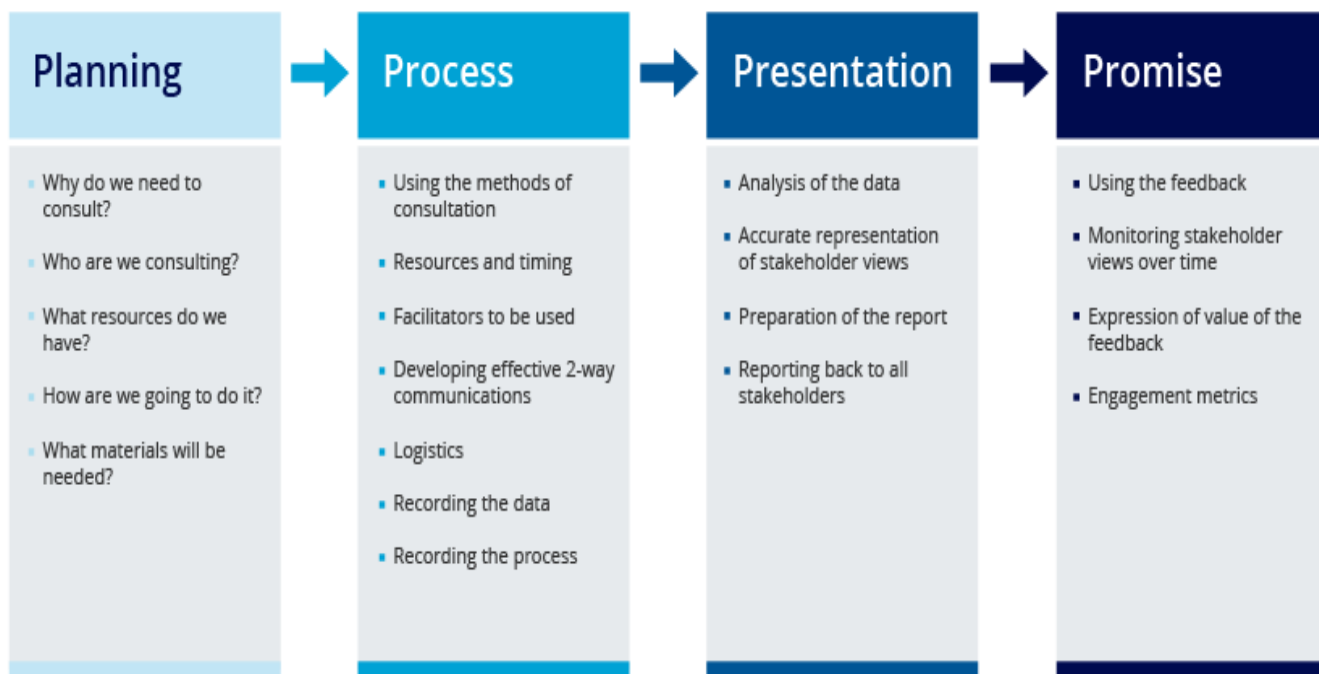 Planning
Why do we need to
consult?
Who are we consulting?
What resources do we
have?
How are we going to do it?
What materials will be
needed?
Process
Using the methods of
consultation
Resources and timing
Facilitators to be used
Developing effective 2-way
communications
Logistics
Recording the data
Recording the process
Presentation
Analysis of the data
Accurate representation
of stakeholder views
Preparation of the report
Reporting back to all
stakeholders
Promise
Using the feedback
Monitoring stakeholder
views over time
Expression of value of the
feedback
Engagement metrics